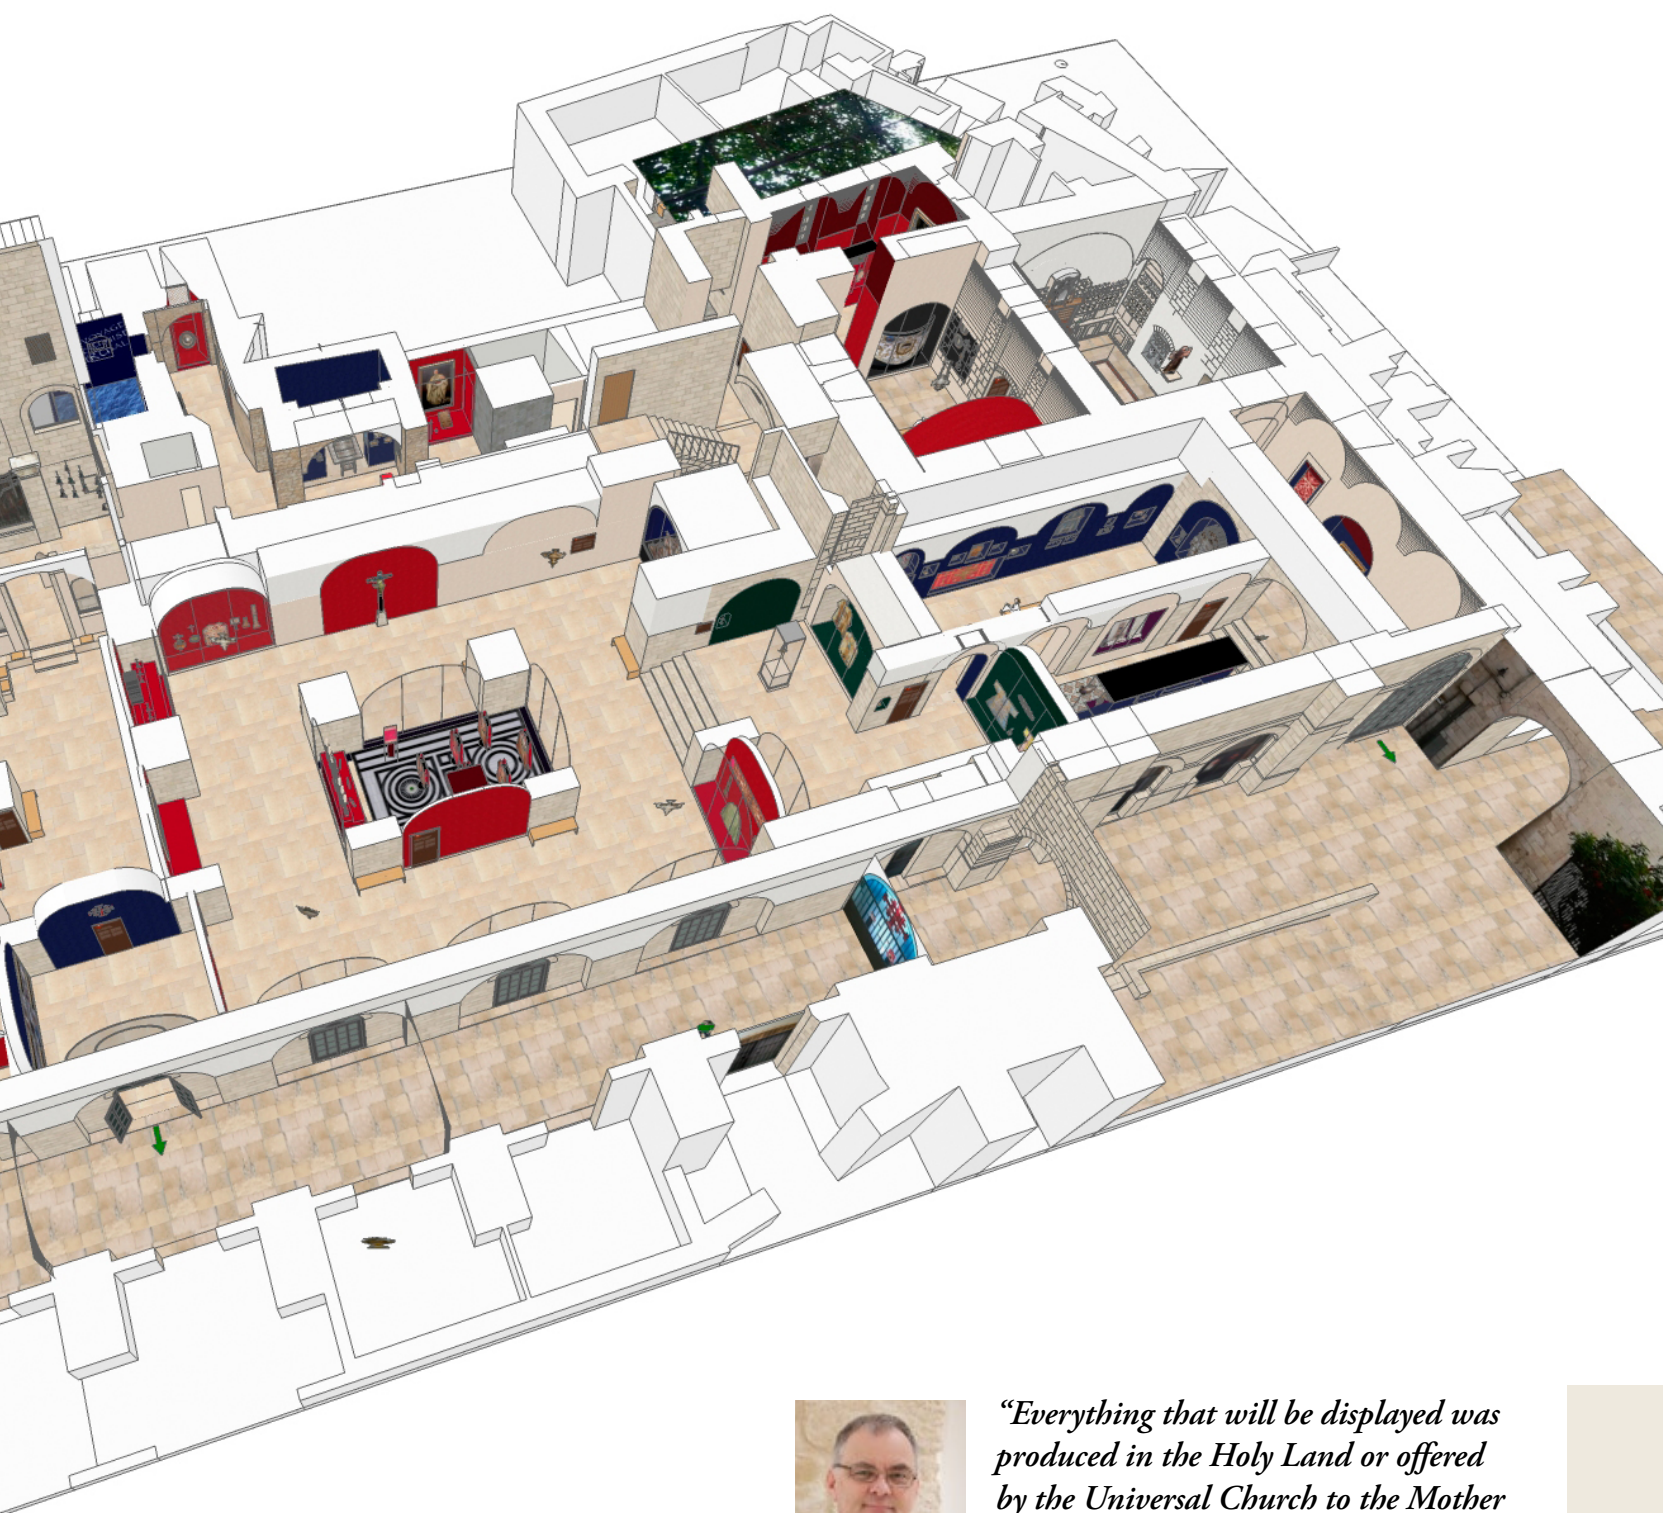 “Everything that will be displayed was
produced in the Holy Land or offered
by the Universal Church to the Mother